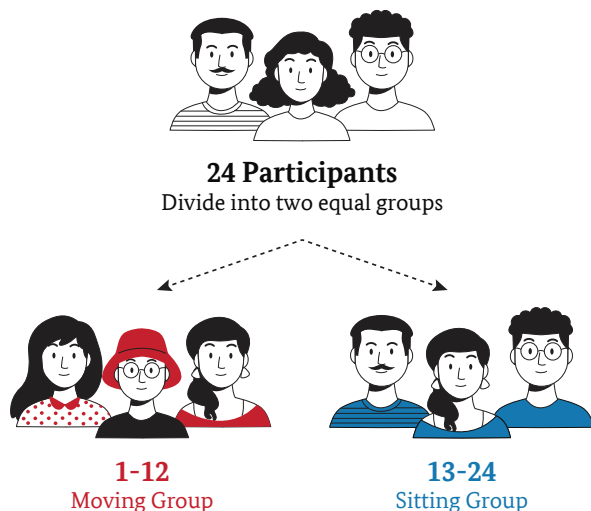 24 Participants
Divide into two equal groups
1-12
Moving Group
13-24
Sitting Group